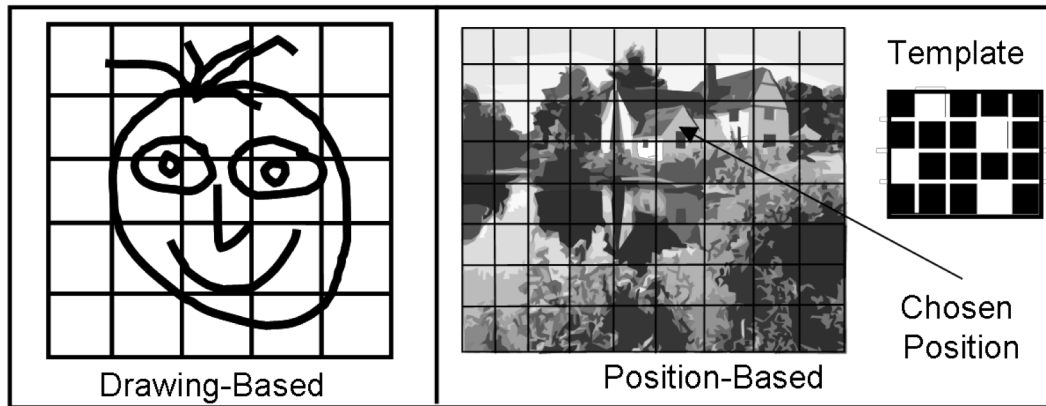 Drawing-Based
Position-Based
Template
Chosen
Position